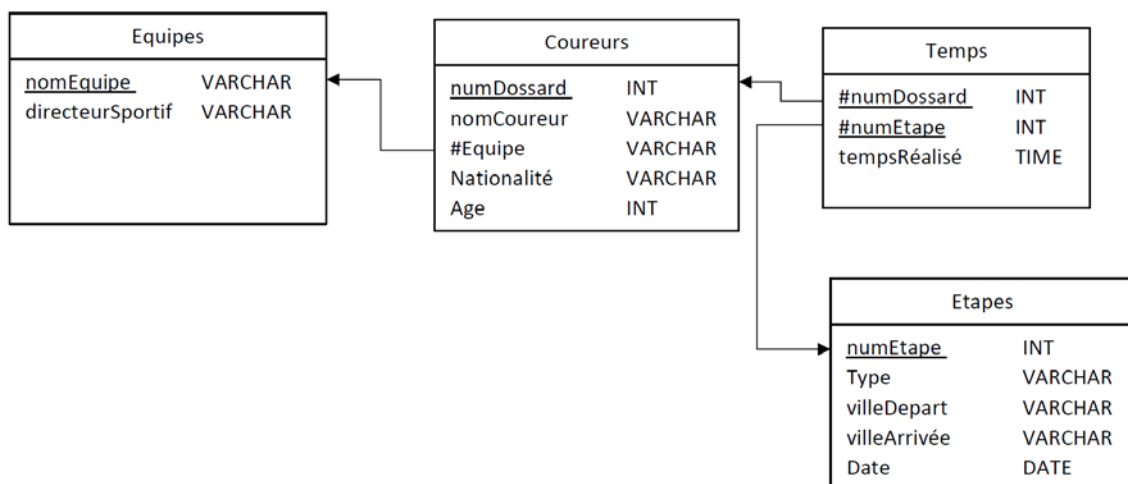 Equipes
nomEquipe VARCHAR
directeurSportif VARCHAR
Coureurs
numDossard INT
nomCoureur VARCHAR
#Equipe VARCHAR
Nationalité VARCHAR
Age INT
Temps
#numDossard INT
#numEtape INT
tempsRéalisé TIME
Etapes
numEtape INT
Type VARCHAR
villeDepart VARCHAR
villeArrivée VARCHAR
Date DATE